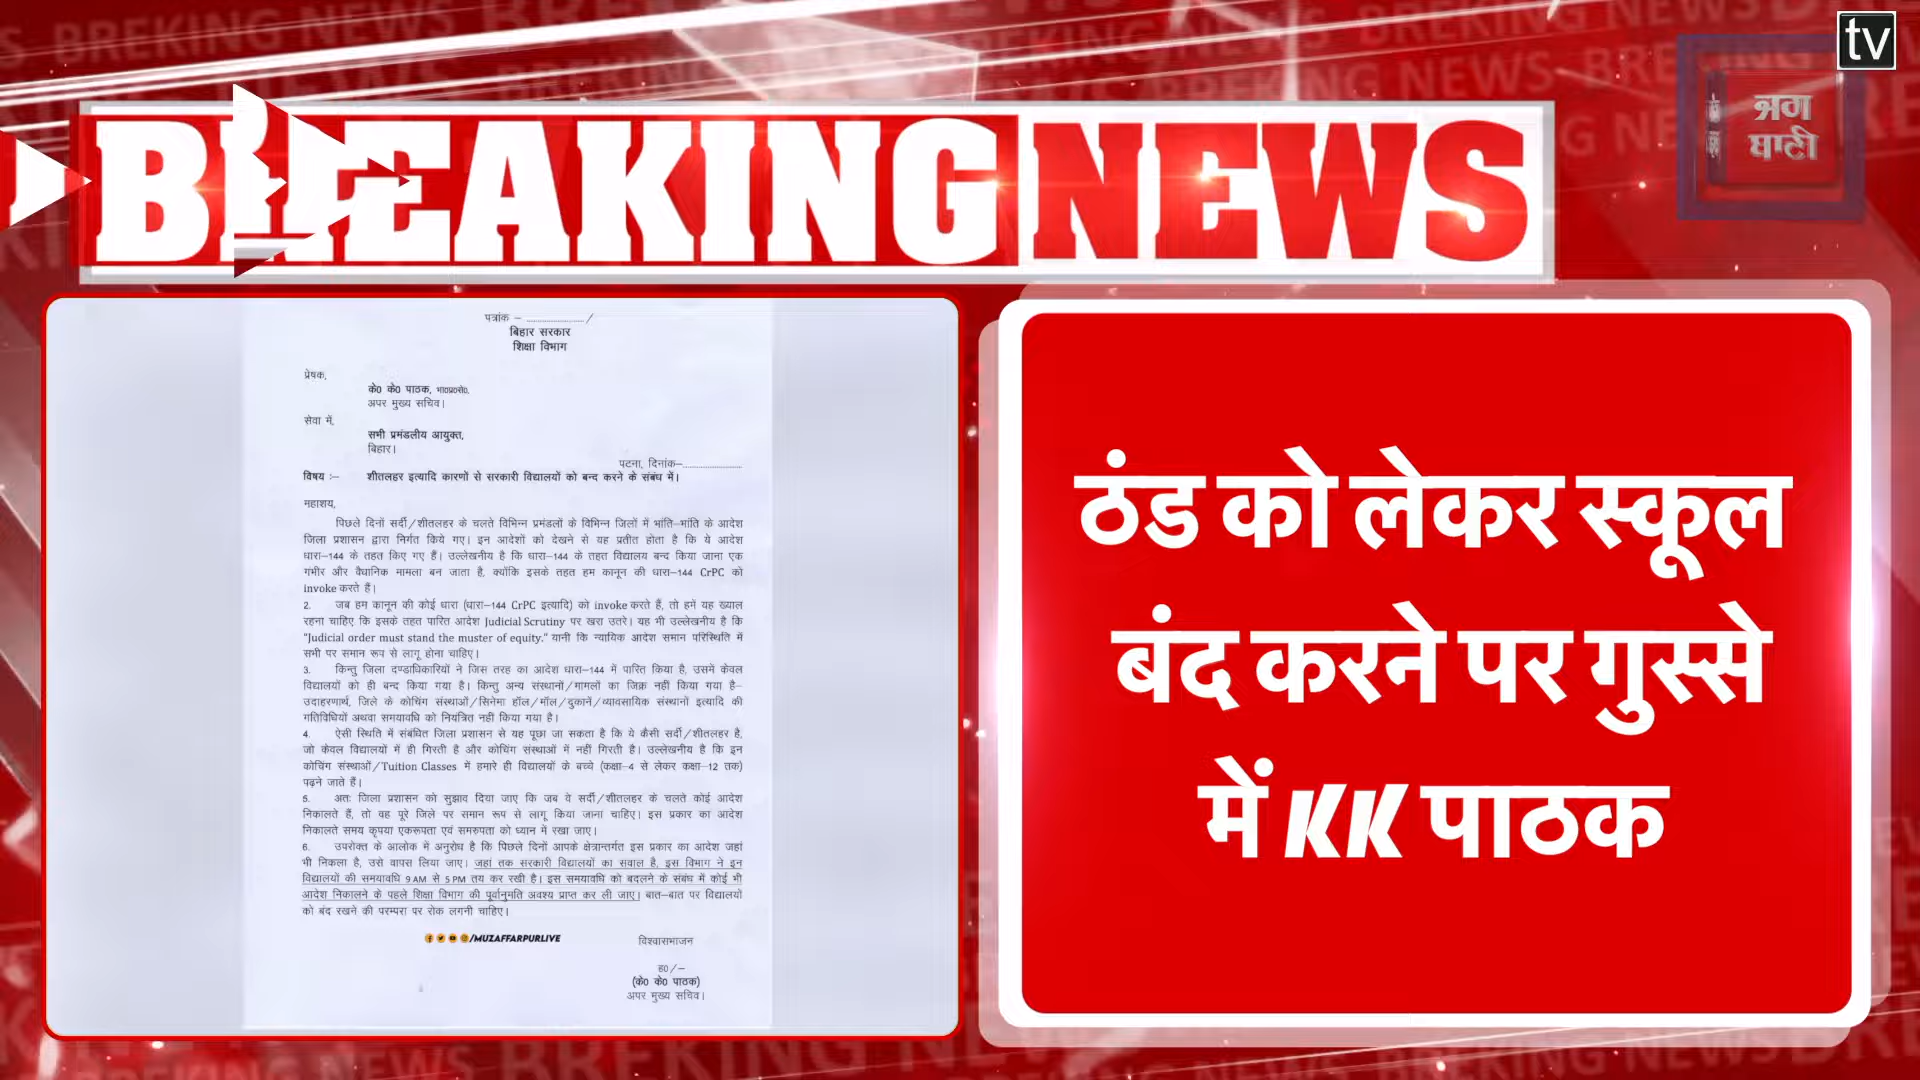 tv
BREAKING NEWS
पत्रांक – ......................../
बिहार सरकार
शिक्षा विभाग
प्रेषक,
के0 के0 पाठक, भा0प्र0से0,
अपर मुख्य सचिव।
सेवा में,
सभी प्रमंडलीय आयुक्त,
बिहार।
पटना, दिनांक–........................
विषय :– शीतलहर इत्यादि कारणों से सरकारी विद्यालयों को बन्द करने के संबंध में।
महाशय,
पिछले दिनों सर्दी/शीतलहर के चलते विभिन्न प्रमंडलों के विभिन्न जिलों में भांति–भांति के आदेश
जिला प्रशासन द्वारा निर्गत किये गए। इन आदेशों को देखने से यह प्रतीत होता है कि ये आदेश
धारा–144 के तहत किए गए हैं। उल्लेखनीय है कि धारा–144 के तहत विद्यालय बन्द किया जाना एक
गंभीर और वैधानिक मामला बन जाता है, क्योंकि इसके तहत हम कानून की धारा–144 CrPC को
invoke करते हैं।
2. जब हम कानून की कोई धारा (धारा–144 CrPC इत्यादि) को invoke करते हैं, तो हमें यह ख्याल
रहना चाहिए कि इसके तहत पारित आदेश Judicial Scrutiny पर खरा उतरे। यह भी उल्लेखनीय है कि
"Judicial order must stand the muster of equity." यानी कि न्यायिक आदेश समान परिस्थिति में
सभी पर समान रूप से लागू होना चाहिए।
3. किन्तु जिला दण्डाधिकारियों ने जिस तरह का आदेश धारा–144 में पारित किया है, उसमें केवल
विद्यालयों को ही बन्द किया गया है। किन्तु अन्य संस्थानों/मामलों का जिक्र नहीं किया गया है–
उदाहरणार्थ, जिले के कोचिंग संस्थाओं/सिनेमा हॉल/मॉल/दुकानें/व्यावसायिक संस्थानों इत्यादि की
गतिविधियों अथवा समयावधि को नियंत्रित नहीं किया गया है।
4. ऐसी स्थिति में संबंधित जिला प्रशासन से यह पूछा जा सकता है कि ये कैसी सर्दी/शीतलहर है,
जो केवल विद्यालयों में ही गिरती है और कोचिंग संस्थाओं में नहीं गिरती है। उल्लेखनीय है कि इन
कोचिंग संस्थाओं/Tuition Classes में हमारे ही विद्यालयों के बच्चे (कक्षा–4 से लेकर कक्षा–12 तक)
पढ़ने जाते हैं।
5. अतः जिला प्रशासन को सुझाव दिया जाए कि जब वे सर्दी/शीतलहर के चलते कोई आदेश
निकालते हैं, तो वह पूरे जिले पर समान रूप से लागू किया जाना चाहिए। इस प्रकार का आदेश
निकालते समय कृपया एकरूपता एवं समरुपता को ध्यान में रखा जाए।
6. उपरोक्त के आलोक में अनुरोध है कि पिछले दिनों आपके क्षेत्रान्तर्गत इस प्रकार का आदेश जहां
भी निकला है, उसे वापस लिया जाए। जहां तक सरकारी विद्यालयों का सवाल है, इस विभाग ने इन
विद्यालयों की समयावधि 9 AM से 5 PM तय कर रखी है। इस समयावधि को बदलने के संबंध में कोई भी
आदेश निकालने के पहले शिक्षा विभाग की पूर्वानुमति अवश्य प्राप्त कर ली जाए। बात–बात पर विद्यालयों
को बंद रखने की परम्परा पर रोक लगनी चाहिए।
/MUZAFFARPURLIVE
विश्वासभाजन
ह0/–
(के0 के0 पाठक)
अपर मुख्य सचिव।
ठंड को लेकर स्कूल
बंद करने पर गुस्से
में KK पाठक